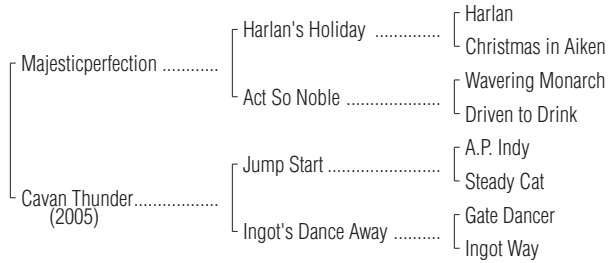 Harlan
Harlan's Holiday ..............
Christmas in Aiken
Majesticperfection ............
Wavering Monarch
Act So Noble ....................
Driven to Drink
A.P. Indy
Jump Start ........................
Steady Cat
Cavan Thunder..................
(2005)
Gate Dancer
Ingot's Dance Away ..........
Ingot Way